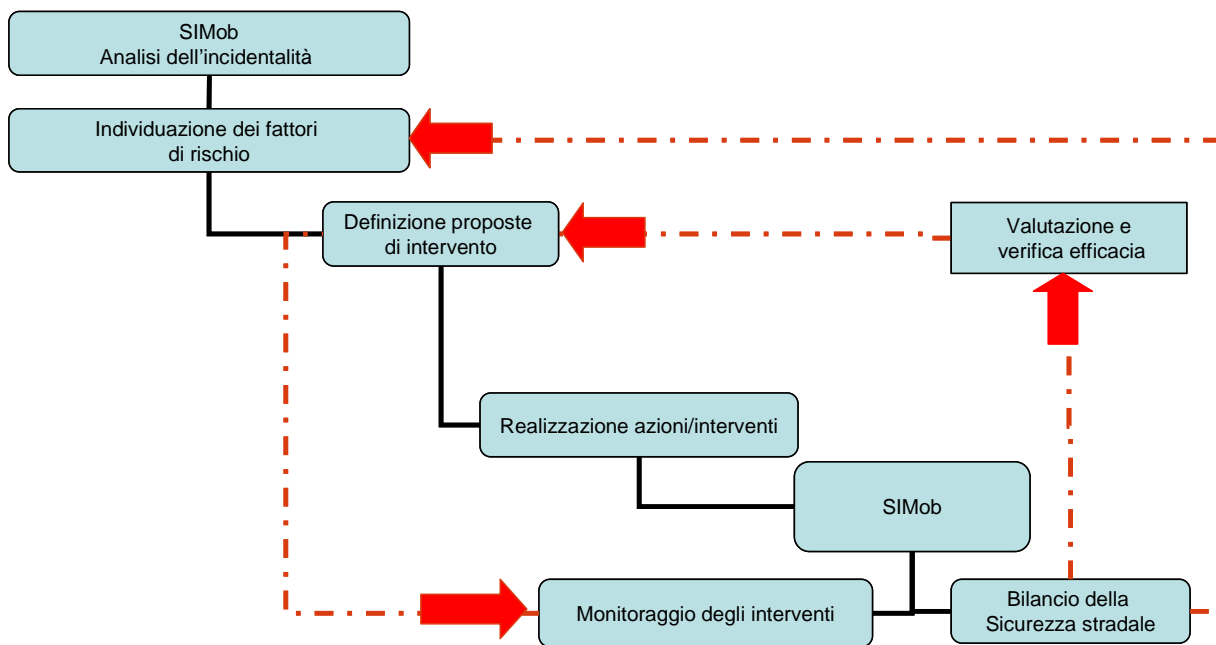 SIMob
Analisi dell'incidentalità
Individuazione dei fattori
di rischio
Definizione proposte
di intervento
Valutazione e
verifica efficacia
Realizzazione azioni/interventi
SIMob
Monitoraggio degli interventi
Bilancio della
Sicurezza stradale